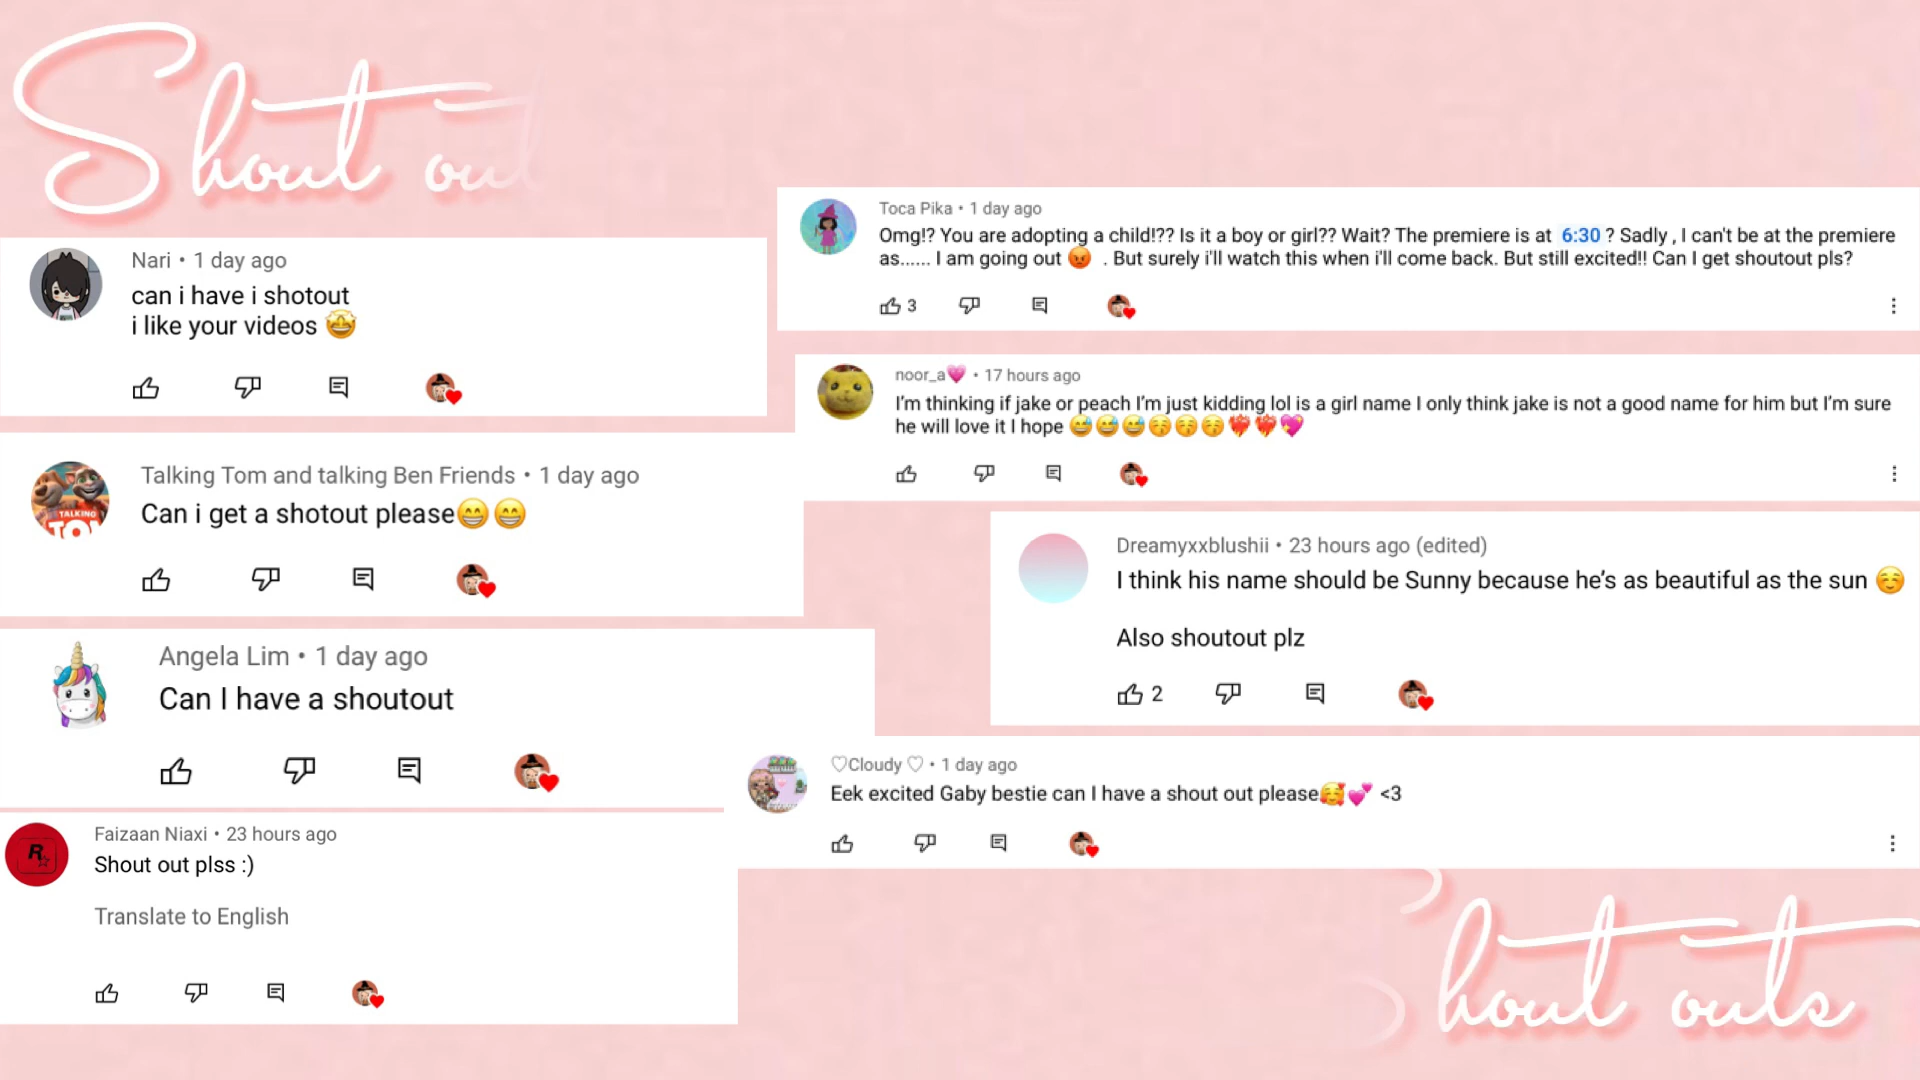 Shout out
Nari • 1 day ago
can i have i shotout
i like your videos 🤩
Talking Tom and talking Ben Friends • 1 day ago
Can i get a shotout please😁😁
TALKING
TOM
Angela Lim • 1 day ago
Can I have a shoutout
Faizaan Niaxi • 23 hours ago
Shout out plss :)
Translate to English
R
Toca Pika • 1 day ago
Omg!? You are adopting a child!?? Is it a boy or girl?? Wait? The premiere is at 6:30 ? Sadly , I can't be at the premiere
as...... I am going out 😡 . But surely i'll watch this when i'll come back. But still excited!! Can I get shoutout pls?
3
noor_a💗 • 17 hours ago
I'm thinking if jake or peach I'm just kidding lol is a girl name I only think jake is not a good name for him but I'm sure
he will love it I hope 😅😅😅😚😚😚❤️‍🔥❤️‍🔥💖
Dreamyxxblushii • 23 hours ago (edited)
I think his name should be Sunny because he's as beautiful as the sun ☺️
Also shoutout plz
2
♡Cloudy ♡ • 1 day ago
Eek excited Gaby bestie can I have a shout out please🥰💕 <3
Shout outs